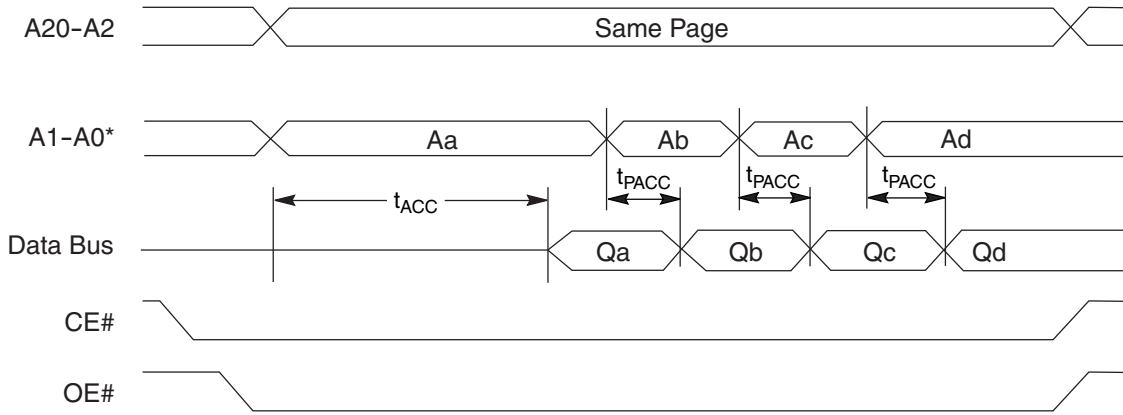 A20–A2
Same Page
A1–A0*
Aa
Ab
Ac
Ad
tACC
tPACC
tPACC
tPACC
Data Bus
Qa
Qb
Qc
Qd
CE#
OE#